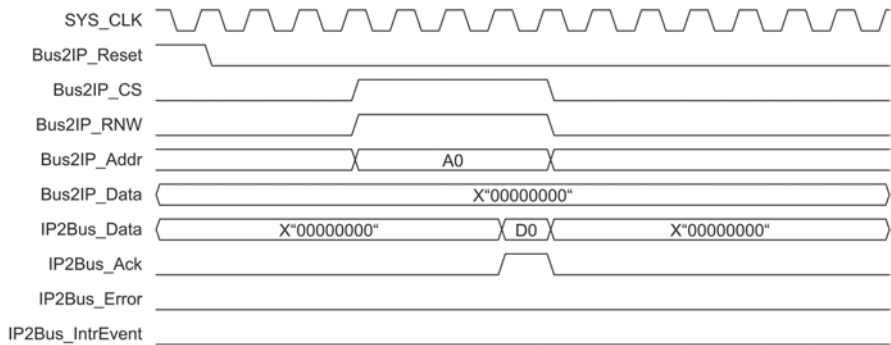 SYS_CLK
Bus2IP_Reset
Bus2IP_CS
Bus2IP_RNW
Bus2IP_Addr A0
Bus2IP_Data X“00000000“
IP2Bus_Data X“00000000“ D0 X“00000000“
IP2Bus_Ack
IP2Bus_Error
IP2Bus_IntrEvent